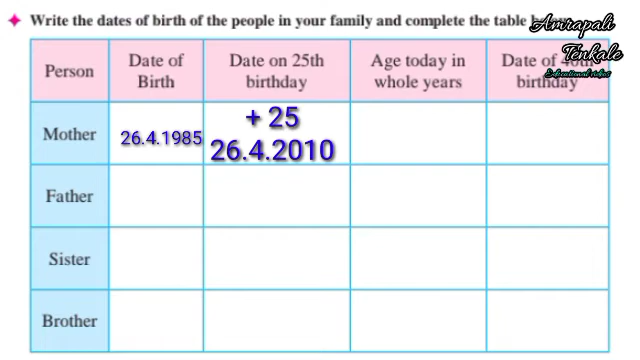 Write the dates of birth of the people in your family and complete the table
Amrapali
Tenkale
Educational videos
Person
Date of
Birth
Date on 25th
birthday
Age today in
whole years
Date of 40th
birthday
Mother
26.4.1985
+ 25
26.4.2010
Father
Sister
Brother